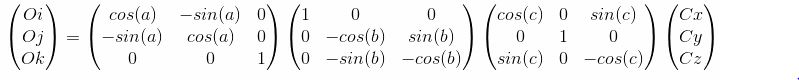 (Oi Oj Ok) = (cos(a) −sin(a) 0; −sin(a) cos(a) 0; 0 0 1) (1 0 0; 0 −cos(b) sin(b); 0 −sin(b) −cos(b)) (cos(c) 0 sin(c); 0 1 0; sin(c) 0 −cos(c)) (Cx Cy Cz)